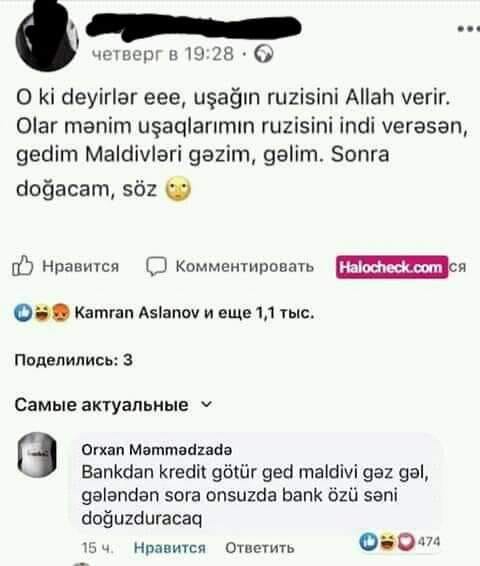 четверг в 19:28 ·
O ki deyirlər eee, uşağın ruzisini Allah verir.
Olar mənim uşaqlarımın ruzisini indi verəsən,
gedim Maldivləri gəzim, gəlim. Sonra
doğacam, söz 🙄
Нравится Комментировать Halocheck.com ся
Kamran Aslanov и еще 1,1 тыс.
Поделились: 3
Самые актуальные
Orxan Məmmədzadə
Bankdan kredit götür ged maldivi gəz gəl,
gələndən sora onsuzda bank özü səni
doğuzduracaq
15 ч. Нравится Ответить 474